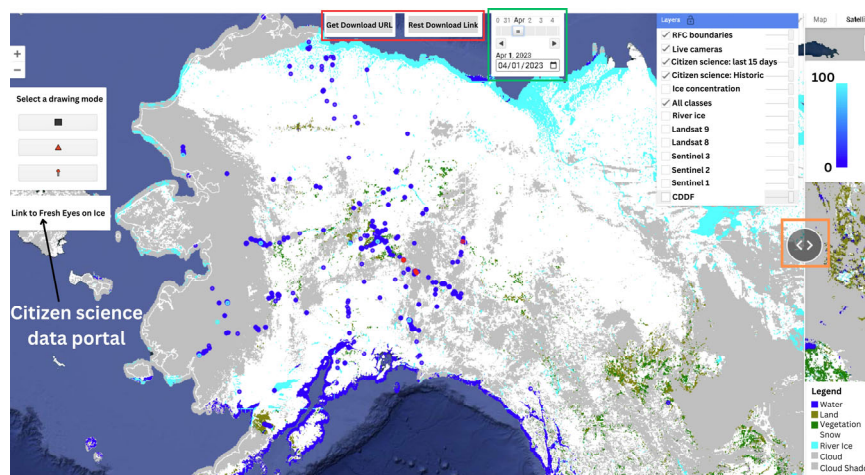 Get Download URL
Rest Download Link
0 21 Apr 2 3 4
Apr 1, 2023
04/01/2023
Layers
RFC boundaries
Live cameras
Citizen science: last 15 days
Citizen science: Historic
Ice concentration
All classes
River ice
Landsat 9
Landsat 8
Sentinel 3
Sentinel 2
Sentinel 1
CDDF
Map
Satelli
100
0
+
−
Select a drawing mode
Link to Fresh Eyes on Ice
Citizen science
data portal
Legend
Water
Land
Vegetation
Snow
River Ice
Cloud
Cloud Shad